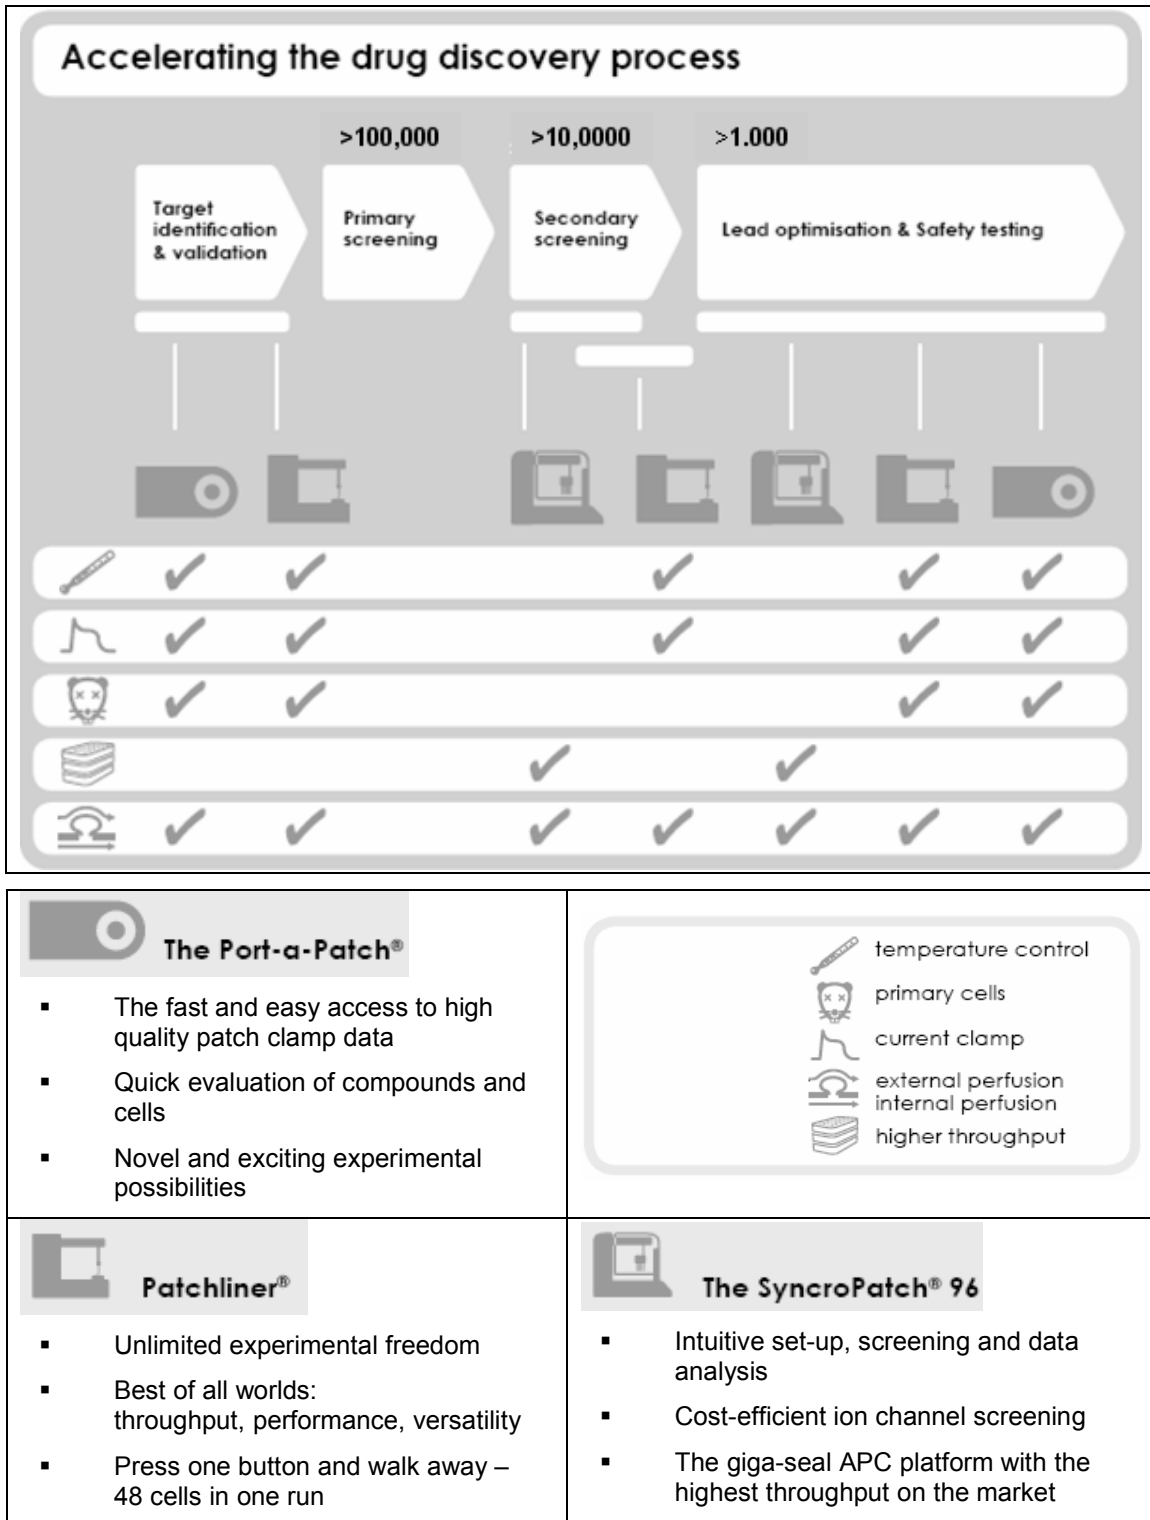 Accelerating the drug discovery process
>100,000
>10,0000
>1.000
Target
identification
& validation
Primary
screening
Secondary
screening
Lead optimisation & Safety testing
The Port-a-Patch®
▪ The fast and easy access to high
quality patch clamp data
▪ Quick evaluation of compounds and
cells
▪ Novel and exciting experimental
possibilities
temperature control
primary cells
current clamp
external perfusion
internal perfusion
higher throughput
Patchliner®
▪ Unlimited experimental freedom
▪ Best of all worlds:
throughput, performance, versatility
▪ Press one button and walk away –
48 cells in one run
The SyncroPatch® 96
▪ Intuitive set-up, screening and data
analysis
▪ Cost-efficient ion channel screening
▪ The giga-seal APC platform with the
highest throughput on the market